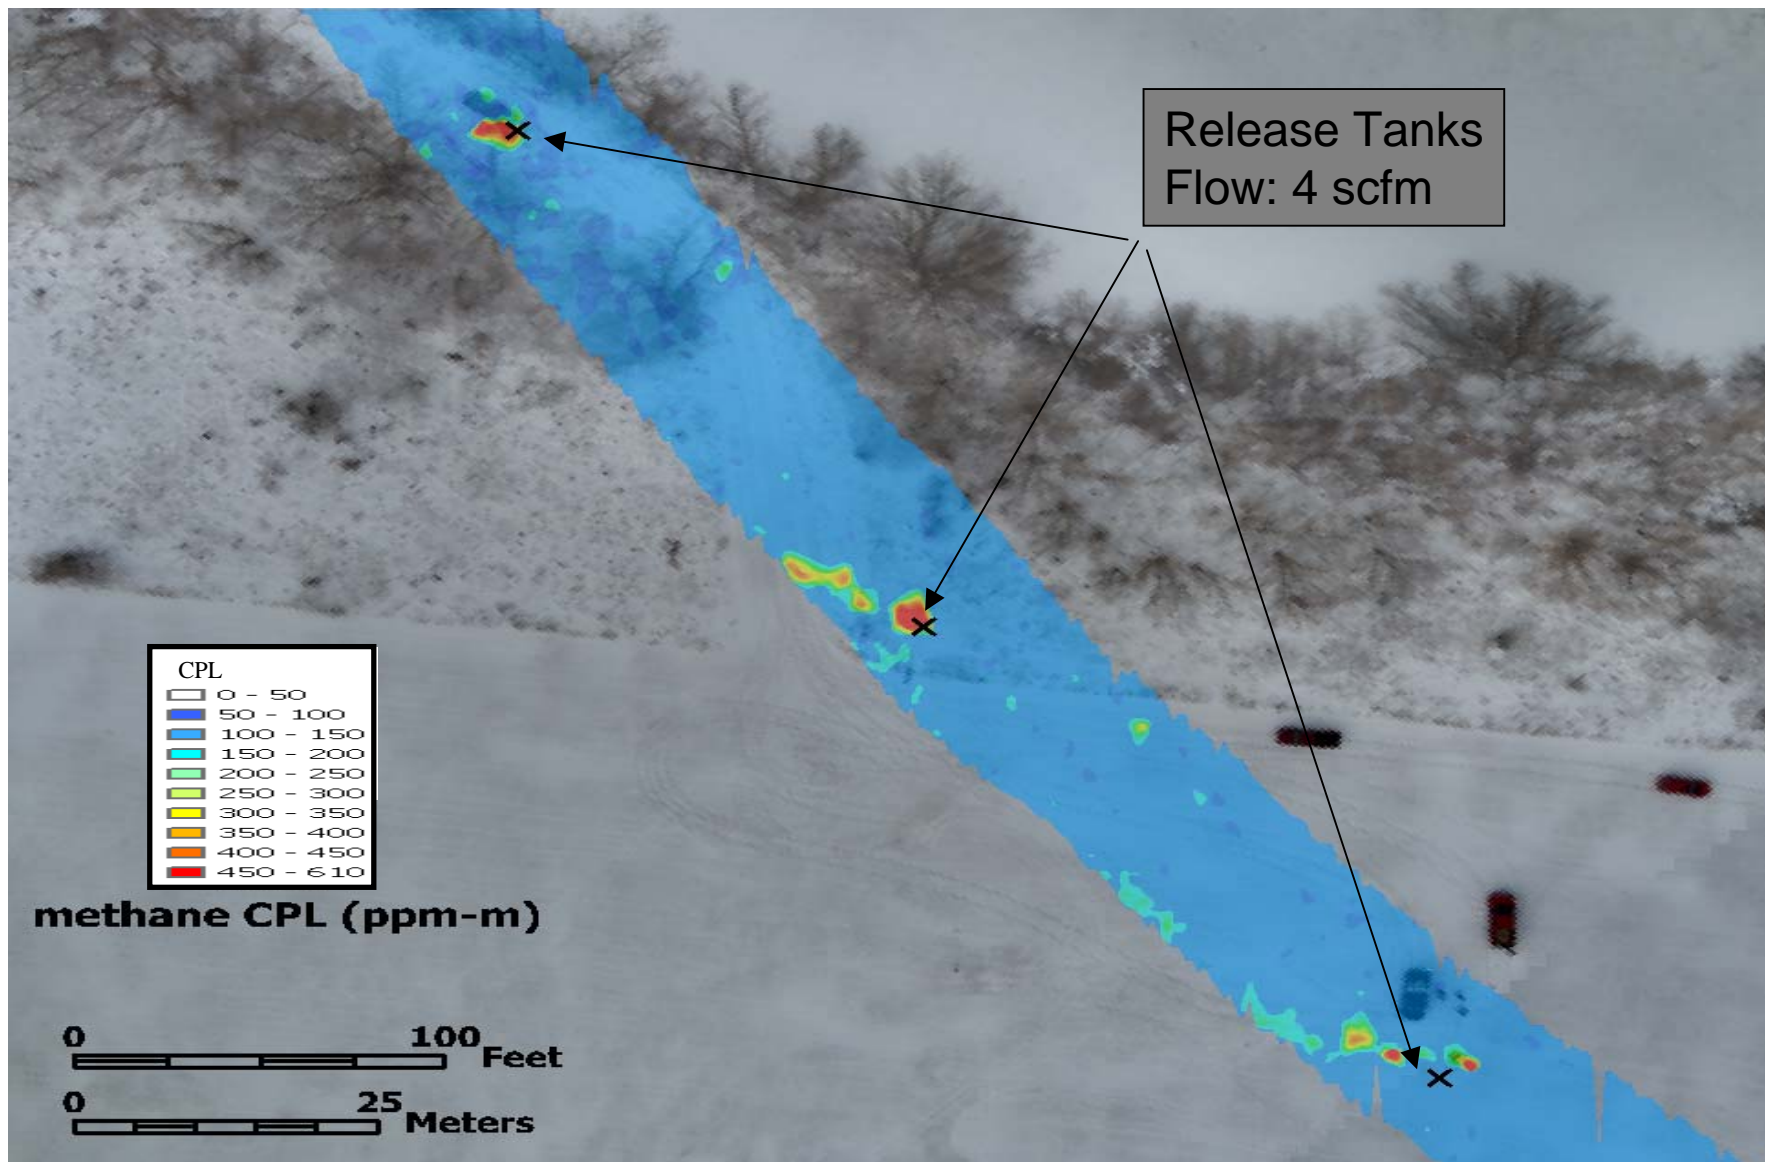 Release Tanks
Flow: 4 scfm
CPL
0 - 50
50 - 100
100 - 150
150 - 200
200 - 250
250 - 300
300 - 350
350 - 400
400 - 450
450 - 610
methane CPL (ppm-m)
0 100 Feet
0 25 Meters